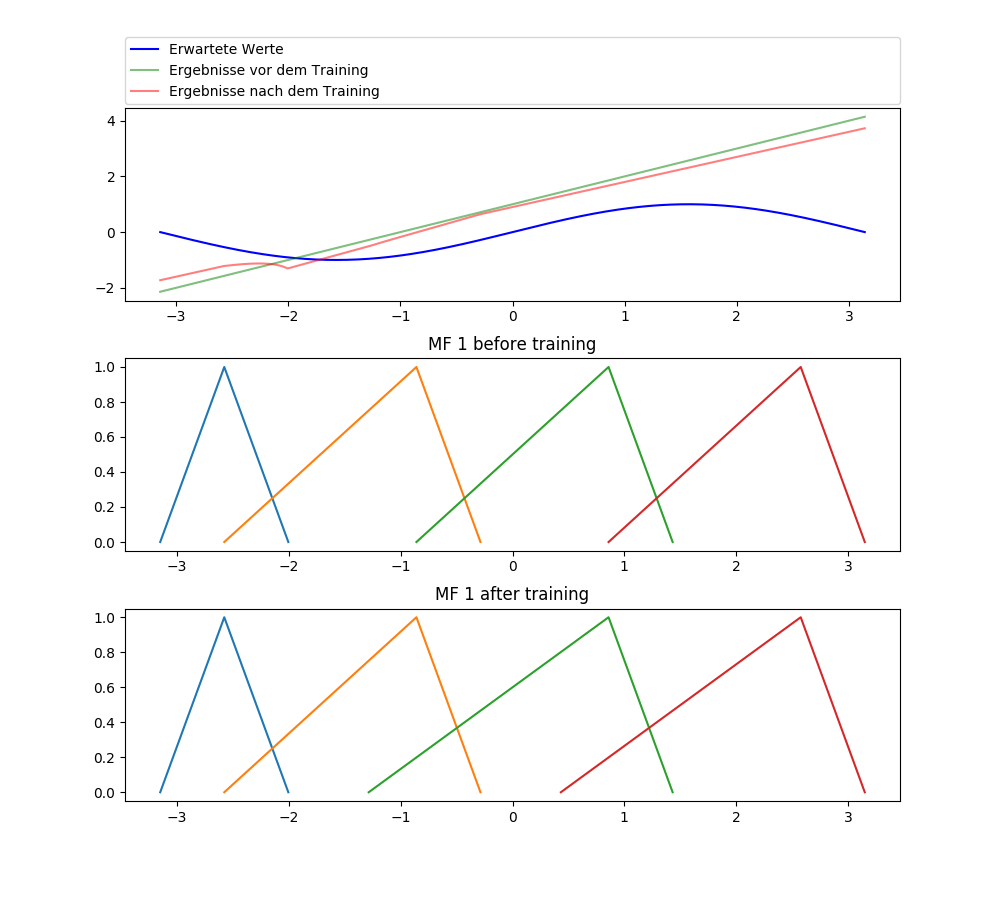 Erwartete Werte
Ergebnisse vor dem Training
Ergebnisse nach dem Training
4
2
0
−2
−3 −2 −1 0 1 2 3
MF 1 before training
1.0
0.8
0.6
0.4
0.2
0.0
−3 −2 −1 0 1 2 3
MF 1 after training
1.0
0.8
0.6
0.4
0.2
0.0
−3 −2 −1 0 1 2 3